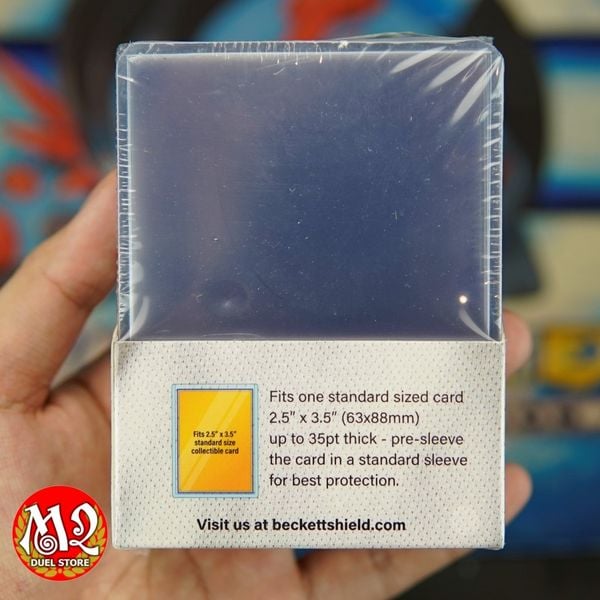 Fits one standard sized card
2.5" x 3.5" (63x88mm)
up to 35pt thick - pre-sleeve
the card in a standard sleeve
for best protection.
Fits 2.5" x 3.5"
standard size
collectible card
Visit us at beckettshield.com
MQ
DUEL STORE